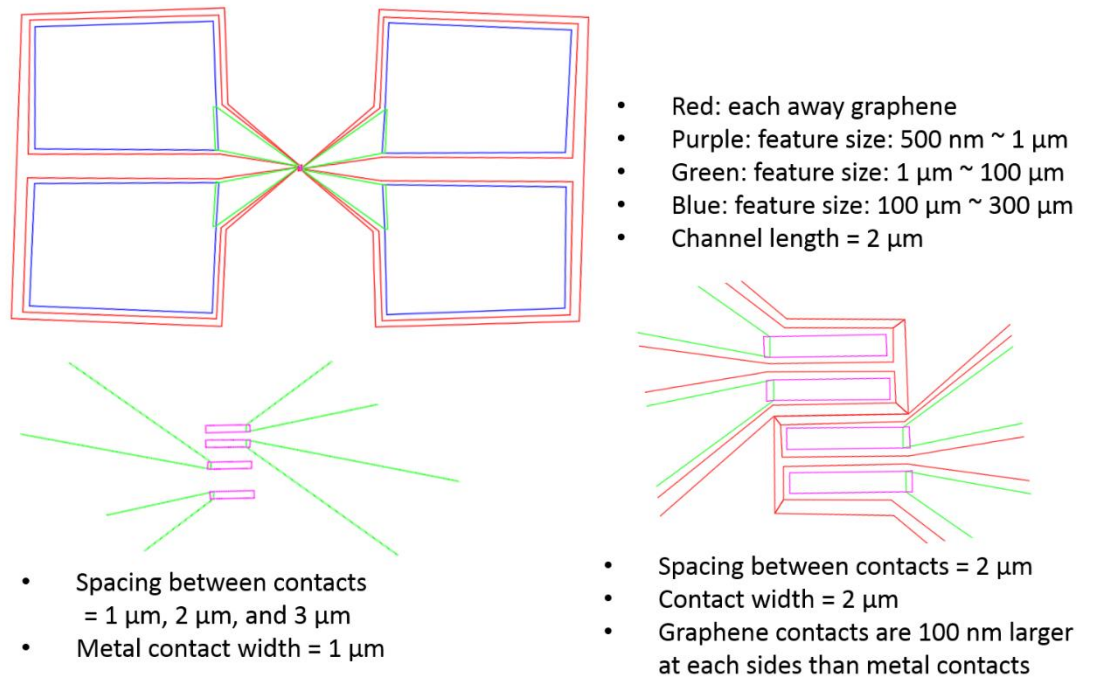 • Red: each away graphene
• Purple: feature size: 500 nm ~ 1 μm
• Green: feature size: 1 μm ~ 100 μm
• Blue: feature size: 100 μm ~ 300 μm
• Channel length = 2 μm
• Spacing between contacts
= 1 μm, 2 μm, and 3 μm
• Metal contact width = 1 μm
• Spacing between contacts = 2 μm
• Contact width = 2 μm
• Graphene contacts are 100 nm larger
at each sides than metal contacts